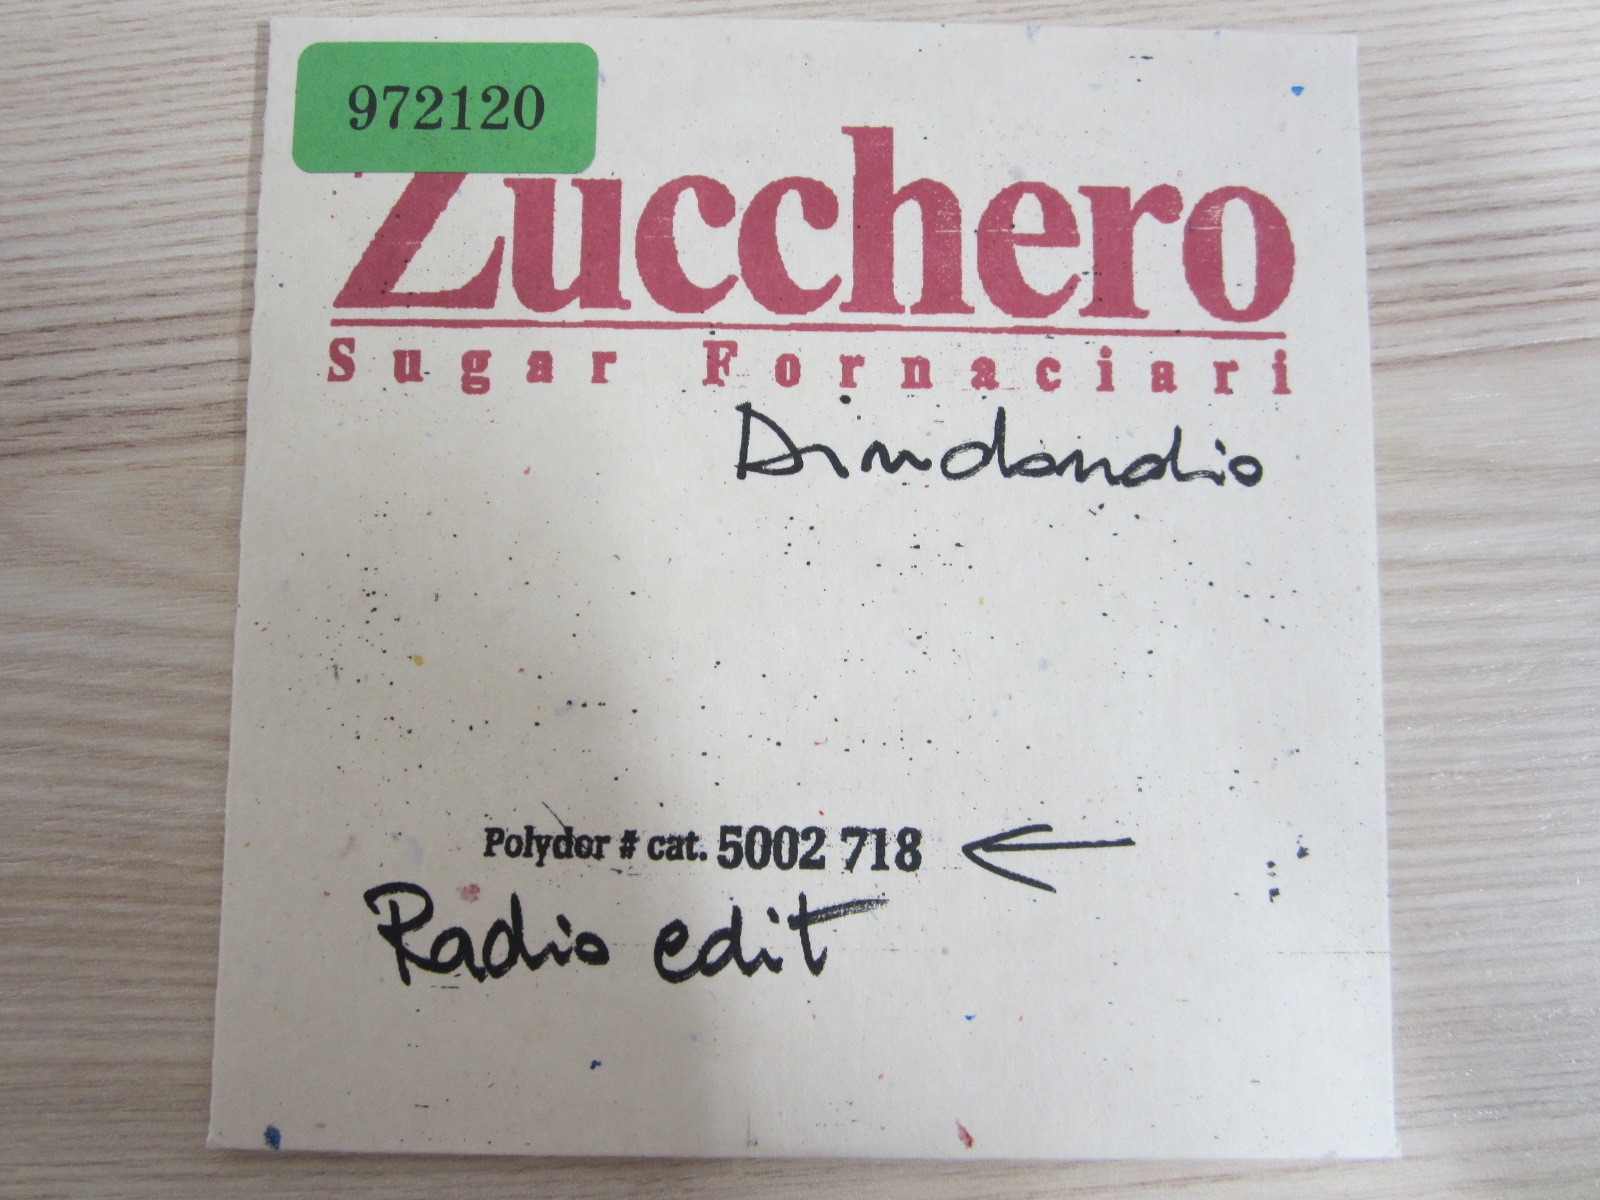 972120
Zucchero
Sugar Fornaciari
Dindondio
Polydor # cat. 5002 718
Radio edit